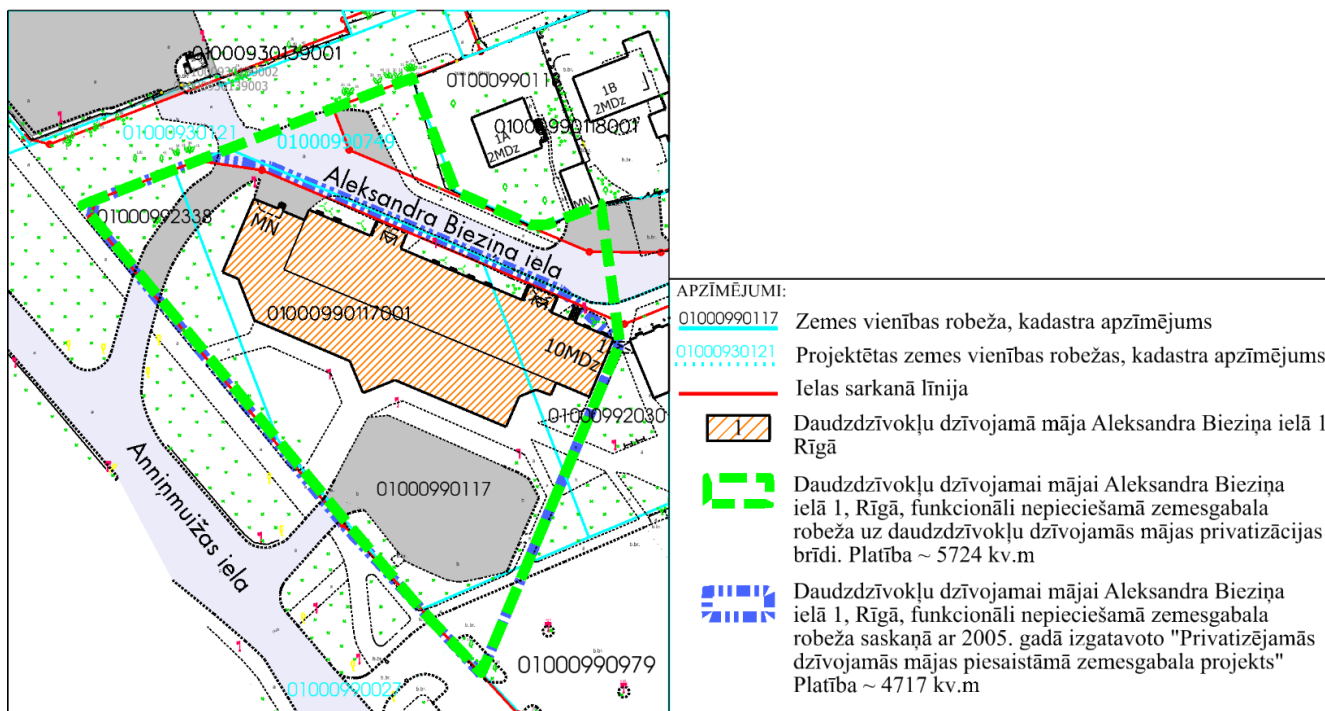 01000930139001
01000990118
1B
2MDz
01000990118001
1A
2MDz
01000930121
01000990749
Aleksandra Bieziņa iela
MN
01000992338
MN
01000990117001
1
10MDz
01000992030
01000990117
Anniņmuižas iela
01000990979
01000990027
APZĪMĒJUMI:
01000990117 Zemes vienības robeža, kadastra apzīmējums
01000930121 Projektētas zemes vienības robežas, kadastra apzīmējums
Ielas sarkanā līnija
1 Daudzdzīvokļu dzīvojamā māja Aleksandra Bieziņa ielā 1
Rīgā
Daudzdzīvokļu dzīvojamai mājai Aleksandra Bieziņa
ielā 1, Rīgā, funkcionāli nepieciešamā zemesgabala
robeža uz daudzdzīvokļu dzīvojamās mājas privatizācijas
brīdi. Platība ~ 5724 kv.m
Daudzdzīvokļu dzīvojamai mājai Aleksandra Bieziņa
ielā 1, Rīgā, funkcionāli nepieciešamā zemesgabala
robeža saskaņā ar 2005. gadā izgatavoto "Privatizējamās
dzīvojamās mājas piesaistāmā zemesgabala projekts"
Platība ~ 4717 kv.m